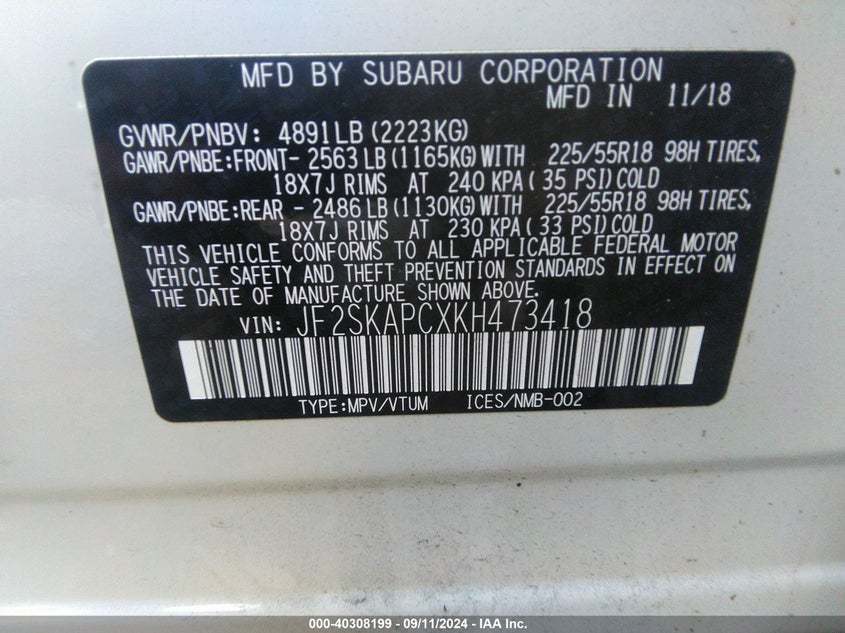 MFD BY SUBARU CORPORATION
MFD IN 11/18
GVWR/PNBV: 4891LB(2223KG)
GAWR/PNBE:FRONT- 2563LB(1165KG)WITH 225/55R18 98H TIRES,
18X7J RIMS AT 240 KPA( 35 PSI)COLD
GAWR/PNBE:REAR - 2486LB(1130KG)WITH 225/55R18 98H TIRES,
18X7J RIMS AT 230 KPA( 33 PSI)COLD
THIS VEHICLE CONFORMS TO ALL APPLICABLE FEDERAL MOTOR
VEHICLE SAFETY AND THEFT PREVENTION STANDARDS IN EFFECT ON
THE DATE OF MANUFACTURE SHOWN ABOVE.
VIN: JF2SKAPCXKH473418
TYPE:MPV/VTUM ICES/NMB-002
000-40308199 - 09/11/2024 - IAA Inc.